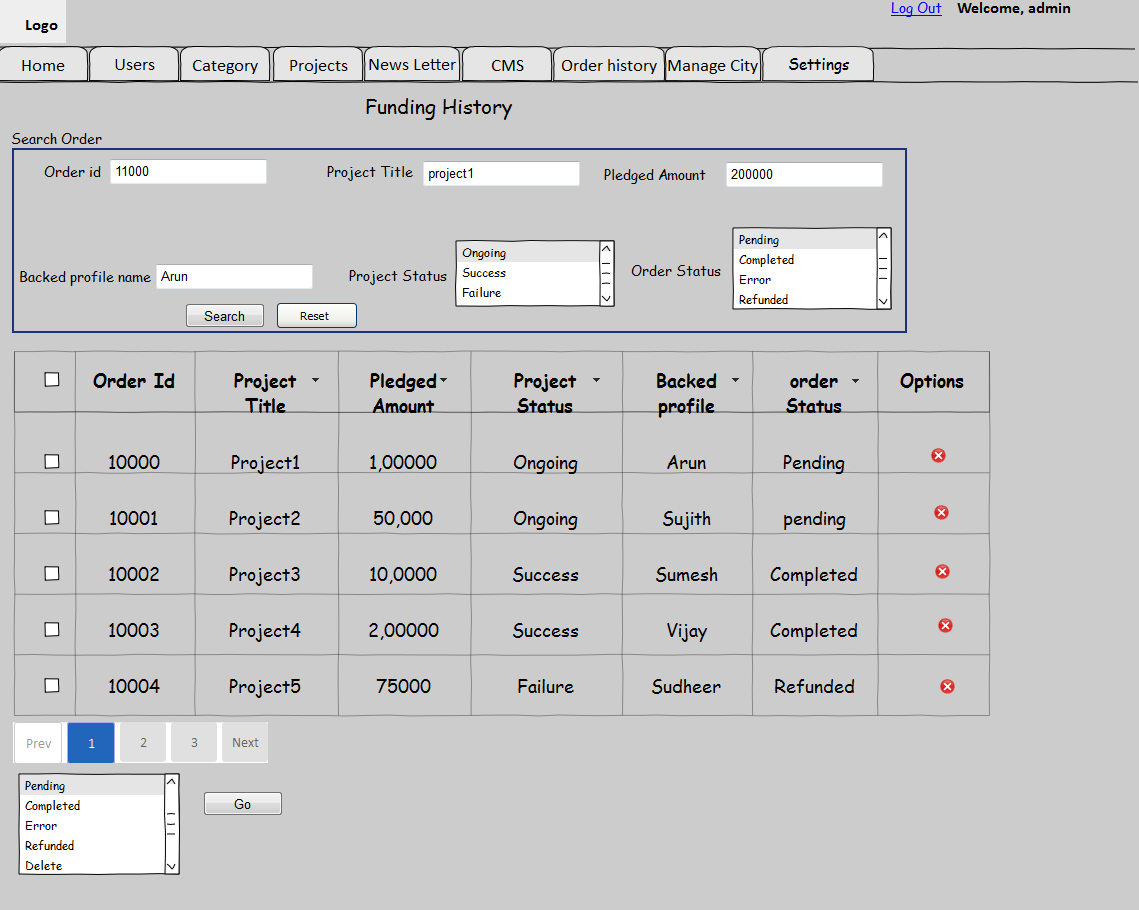 Log Out Welcome, admin
Logo
Home Users Category Projects News Letter CMS Order history Manage City Settings
Funding History
Search Order
Order id 11000 Project Title project1 Pledged Amount 200000
Backed profile name Arun Project Status Ongoing
Success
Failure
Order Status Pending
Completed
Error
Refunded
Search Reset
Order Id Project Title Pledged Amount Project Status Backed profile order Status Options
10000 Project1 1,00000 Ongoing Arun Pending
10001 Project2 50,000 Ongoing Sujith pending
10002 Project3 10,0000 Success Sumesh Completed
10003 Project4 2,00000 Success Vijay Completed
10004 Project5 75000 Failure Sudheer Refunded
Prev 1 2 3 Next
Pending
Completed
Error
Refunded
Delete
Go